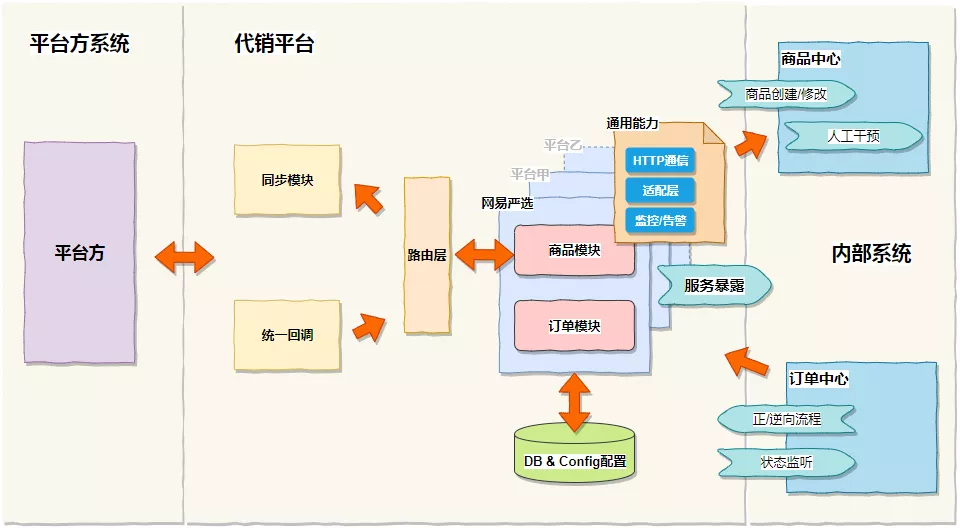 平台方系统
代销平台
平台方
同步模块
统一回调
路由层
平台乙
平台甲
网易严选
通用能力
HTTP通信
适配层
监控/告警
商品模块
订单模块
服务暴露
DB & Config配置
商品中心
商品创建/修改
人工干预
内部系统
订单中心
正/逆向流程
状态监听